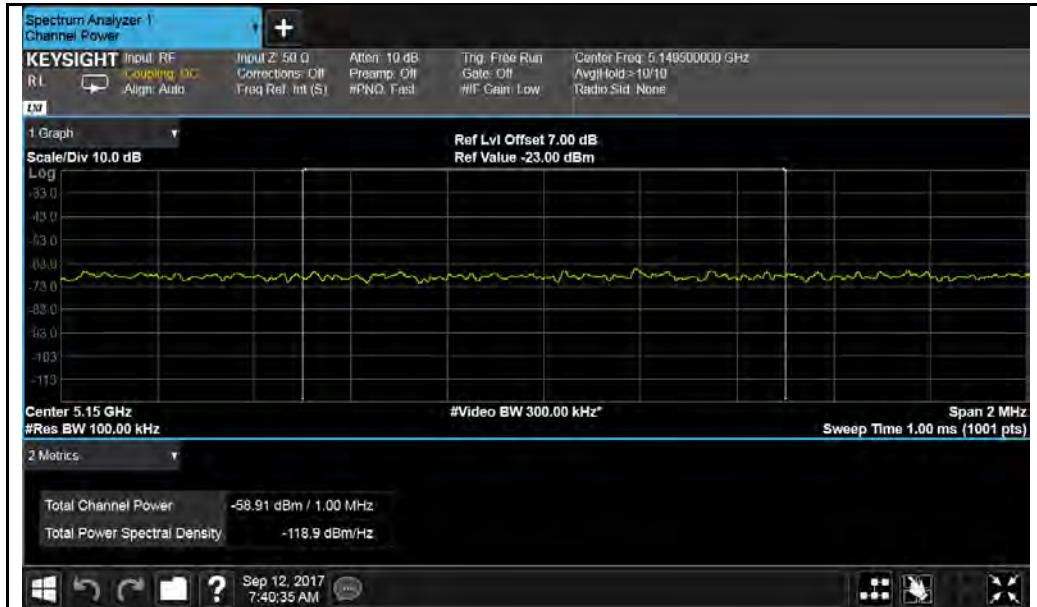 Spectrum Analyzer 1
Channel Power
+
KEYSIGHT Input: RF
RL
Coupling: DC
Align: Auto
Input Z: 50 Ω
Corrections: Off
Freq Ref: Int (S)
Atten: 10 dB
Preamp: Off
#PNO: Fast
Trig: Free Run
Gate: Off
#IF Gain: Low
Center Freq: 5.149500000 GHz
Avg|Hold:>10/10
Radio Std: None
LXI
1 Graph
Scale/Div 10.0 dB
Ref Lvl Offset 7.00 dB
Ref Value -23.00 dBm
Log
-33.0
-43.0
-53.0
-63.0
-73.0
-83.0
-93.0
-103
-113
Center 5.15 GHz
#Res BW 100.00 kHz
#Video BW 300.00 kHz*
Span 2 MHz
Sweep Time 1.00 ms (1001 pts)
2 Metrics
Total Channel Power -58.91 dBm / 1.00 MHz
Total Power Spectral Density -118.9 dBm/Hz
?
Sep 12, 2017
7:40:35 AM